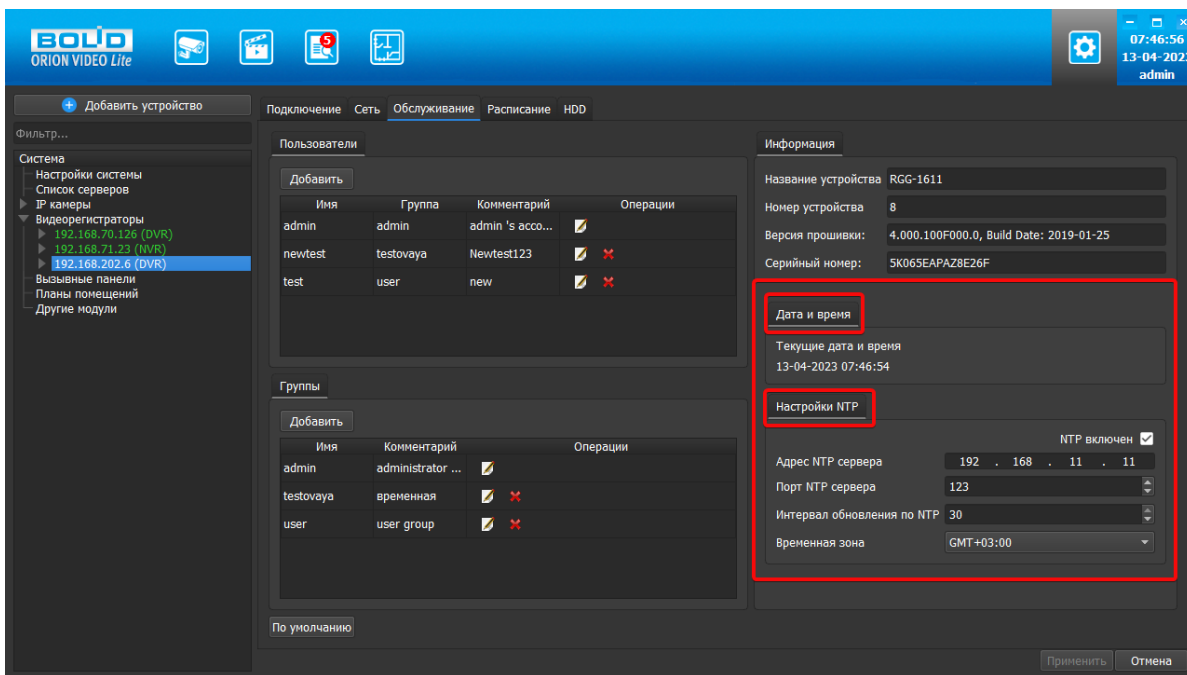 BOLID
ORION VIDEO Lite
5
07:46:56
13-04-202
admin
Добавить устройство
Фильтр...
Система
Настройки системы
Список серверов
IP камеры
Видеорегистраторы
192.168.70.126 (DVR)
192.168.71.23 (NVR)
192.168.202.6 (DVR)
Вызывные панели
Планы помещений
Другие модули
Подключение Сеть Обслуживание Расписание HDD
Пользователи
Добавить
Имя Группа Комментарий Операции
admin admin admin 's acco...
newtest testovaya Newtest123
test user new
Группы
Добавить
Имя Комментарий Операции
admin administrator ...
testovaya временная
user user group
По умолчанию
Информация
Название устройства RGG-1611
Номер устройства 8
Версия прошивки: 4.000.100F000.0, Build Date: 2019-01-25
Серийный номер: 5K065EAPAZ8E26F
Дата и время
Текущие дата и время
13-04-2023 07:46:54
Настройки NTP
NTP включен
Адрес NTP сервера 192 . 168 . 11 . 11
Порт NTP сервера 123
Интервал обновления по NTP 30
Временная зона GMT+03:00
Применить Отмена